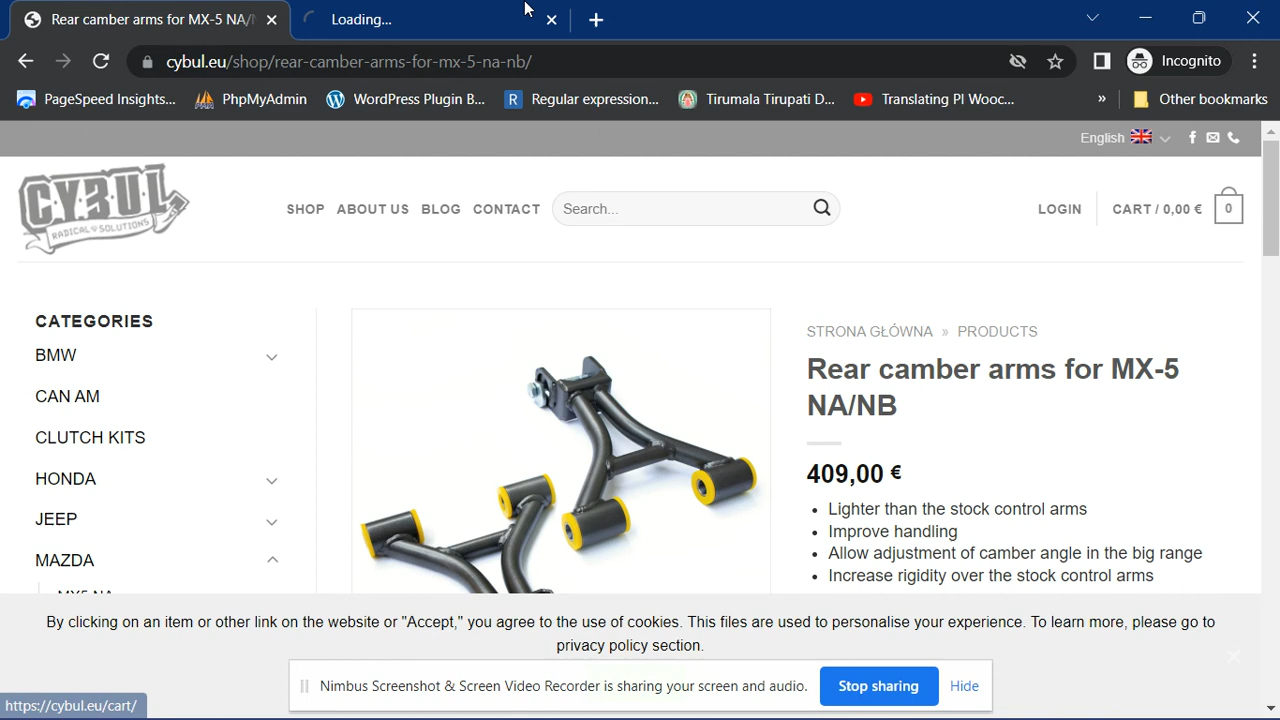 Rear camber arms for MX-5 NA/
Loading...
cybul.eu/shop/rear-camber-arms-for-mx-5-na-nb/
Incognito
PageSpeed Insights...
PhpMyAdmin
WordPress Plugin B...
Regular expression...
Tirumala Tirupati D...
Translating PI Wooc...
»
Other bookmarks
English
CYBUL
RADICAL SOLUTIONS
SHOP
ABOUT US
BLOG
CONTACT
Search...
LOGIN
CART / 0,00 €
0
CATEGORIES
BMW
CAN AM
CLUTCH KITS
HONDA
JEEP
MAZDA
STRONA GŁÓWNA » PRODUCTS
Rear camber arms for MX-5
NA/NB
409,00 €
• Lighter than the stock control arms
• Improve handling
• Allow adjustment of camber angle in the big range
• Increase rigidity over the stock control arms
By clicking on an item or other link on the website or "Accept," you agree to the use of cookies. This files are used to personalise your experience. To learn more, please go to
privacy policy section.
Nimbus Screenshot & Screen Video Recorder is sharing your screen and audio.
Stop sharing
Hide
https://cybul.eu/cart/